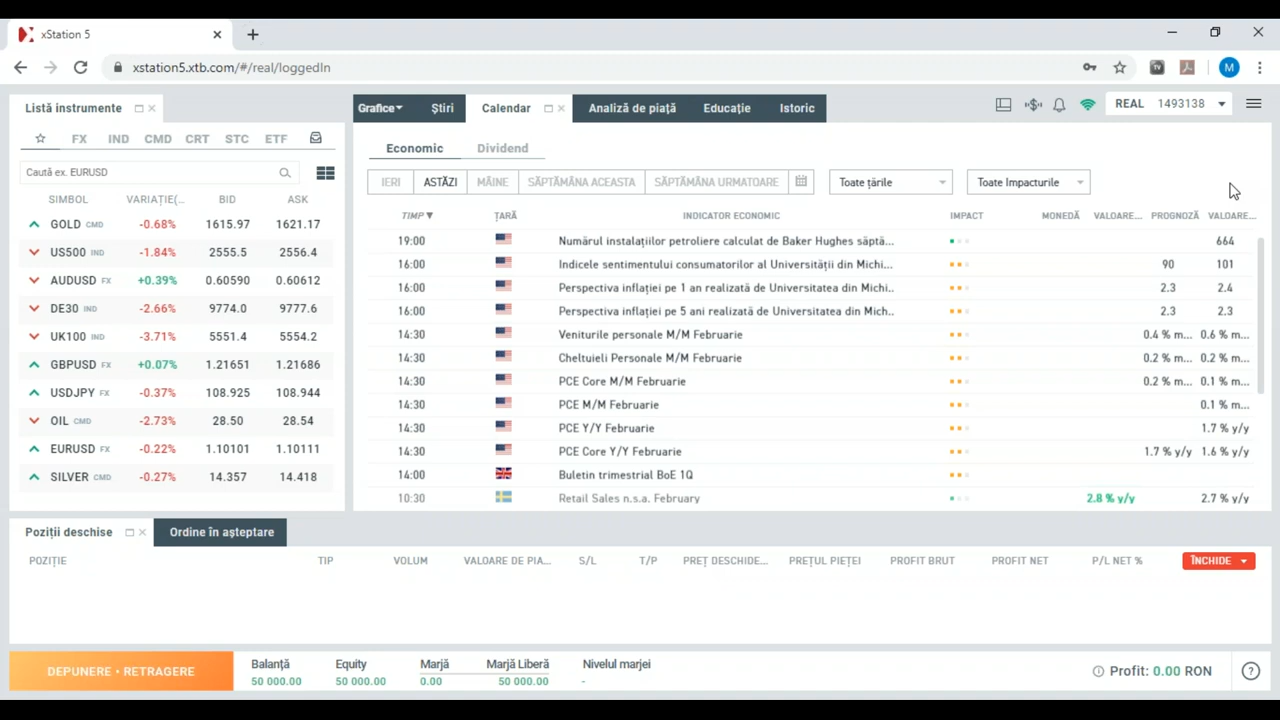 xStation 5
xstation5.xtb.com/#/real/loggedIn
M
Listă instrumente
FX IND CMD CRT STC ETF
Caută ex. EURUSD
SIMBOL VARIAȚIE(... BID ASK
GOLD CMD -0.68% 1615.97 1621.17
US500 IND -1.84% 2555.5 2556.4
AUDUSD FX +0.39% 0.60590 0.60612
DE30 IND -2.66% 9774.0 9777.6
UK100 IND -3.71% 5551.4 5554.2
GBPUSD FX +0.07% 1.21651 1.21686
USDJPY FX -0.37% 108.925 108.944
OIL CMD -2.73% 28.50 28.54
EURUSD FX -0.22% 1.10101 1.10111
SILVER CMD -0.27% 14.357 14.418
Grafice Știri Calendar Analiză de piață Educație Istoric
REAL 1493138
Economic Dividend
IERI ASTĂZI MÂINE SĂPTĂMÂNA ACEASTA SĂPTĂMÂNA URMATOARE Toate țările Toate Impacturile
TIMP ȚARĂ INDICATOR ECONOMIC IMPACT MONEDĂ VALOARE... PROGNOZĂ VALOARE...
19:00 Numărul instalațiilor petroliere calculat de Baker Hughes săptă... 664
16:00 Indicele sentimentului consumatorilor al Universității din Michi... 90 101
16:00 Perspectiva inflației pe 1 an realizată de Universitatea din Mich.. 2.3 2.4
16:00 Perspectiva inflației pe 5 ani realizată de Universitatea din Mich.. 2.3 2.3
14:30 Veniturile personale M/M Februarie 0.4 % m... 0.6 % m...
14:30 Cheltuieli Personale M/M Februarie 0.2 % m... 0.2 % m...
14:30 PCE Core M/M Februarie 0.2 % m... 0.1 % m...
14:30 PCE M/M Februarie 0.1 % m...
14:30 PCE Y/Y Februarie 1.7 % y/y
14:30 PCE Core Y/Y Februarie 1.7 % y/y 1.6 % y/y
14:00 Buletin trimestrial BoE 1Q
10:30 Retail Sales n.s.a. February 2.8 % y/y 2.7 % y/y
Poziții deschise Ordine în așteptare
POZIȚIE TIP VOLUM VALOARE DE PIA... S/L T/P PREȚ DESCHIDE... PREȚUL PIEȚEI PROFIT BRUT PROFIT NET P/L NET % ÎNCHIDE
DEPUNERE • RETRAGERE
Balanță Equity Marjă Marjă Liberă Nivelul marjei
50 000.00 50 000.00 0.00 50 000.00 -
Profit: 0.00 RON